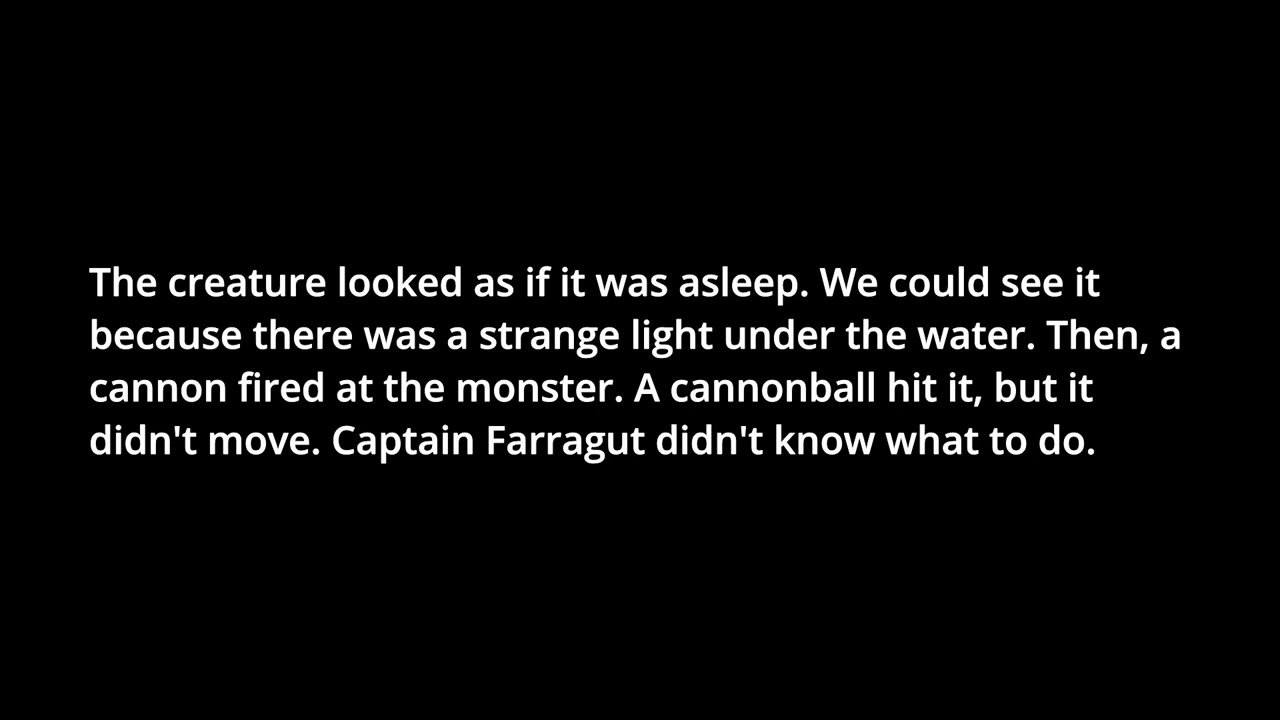 The creature looked as if it was asleep. We could see it
because there was a strange light under the water. Then, a
cannon fired at the monster. A cannonball hit it, but it
didn't move. Captain Farragut didn't know what to do.